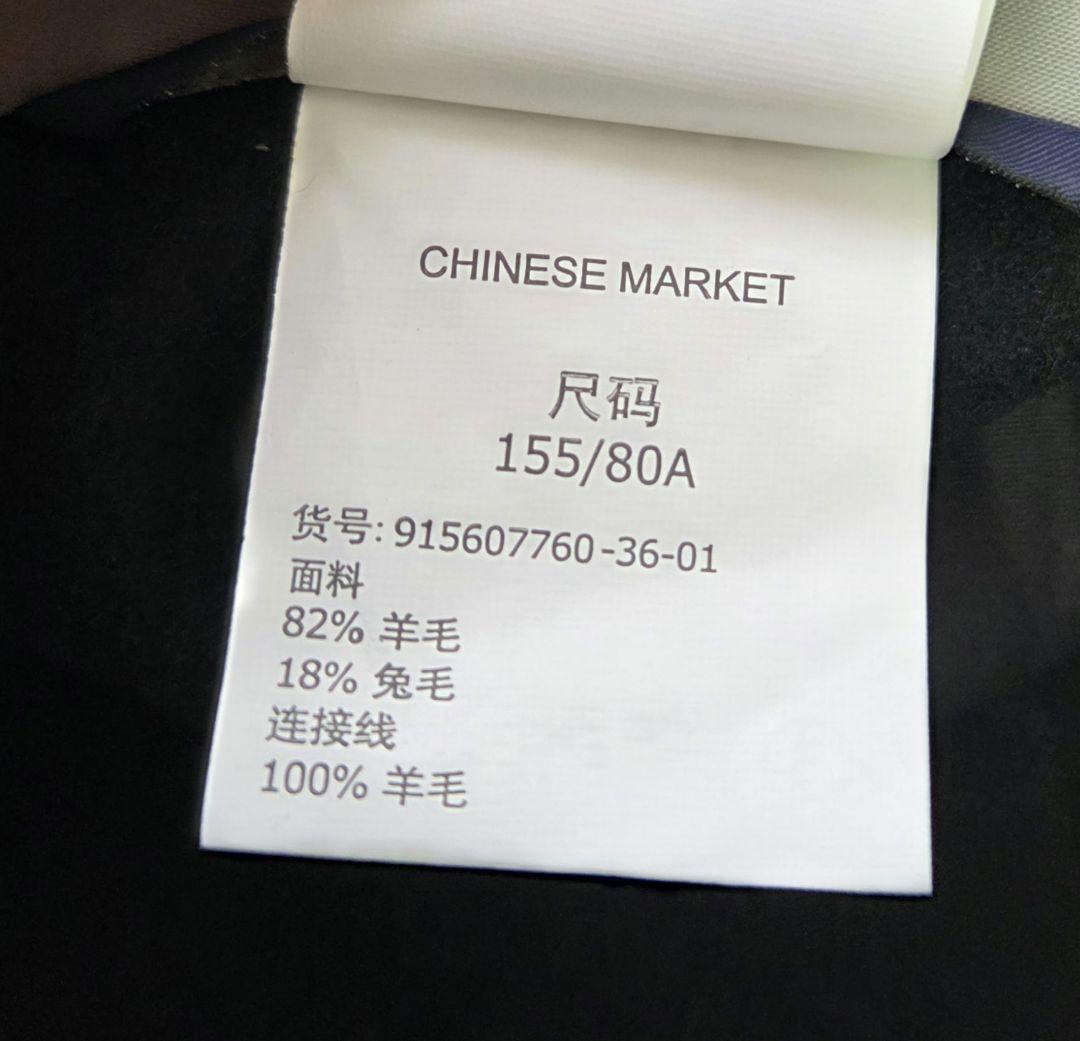 CHINESE MARKET
尺码
155/80A
货号: 915607760-36-01
面料
82% 羊毛
18% 兔毛
连接线
100% 羊毛